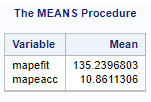 The MEANS Procedure
Variable Mean
mapefit 135.2396803
mapeacc 10.8611306